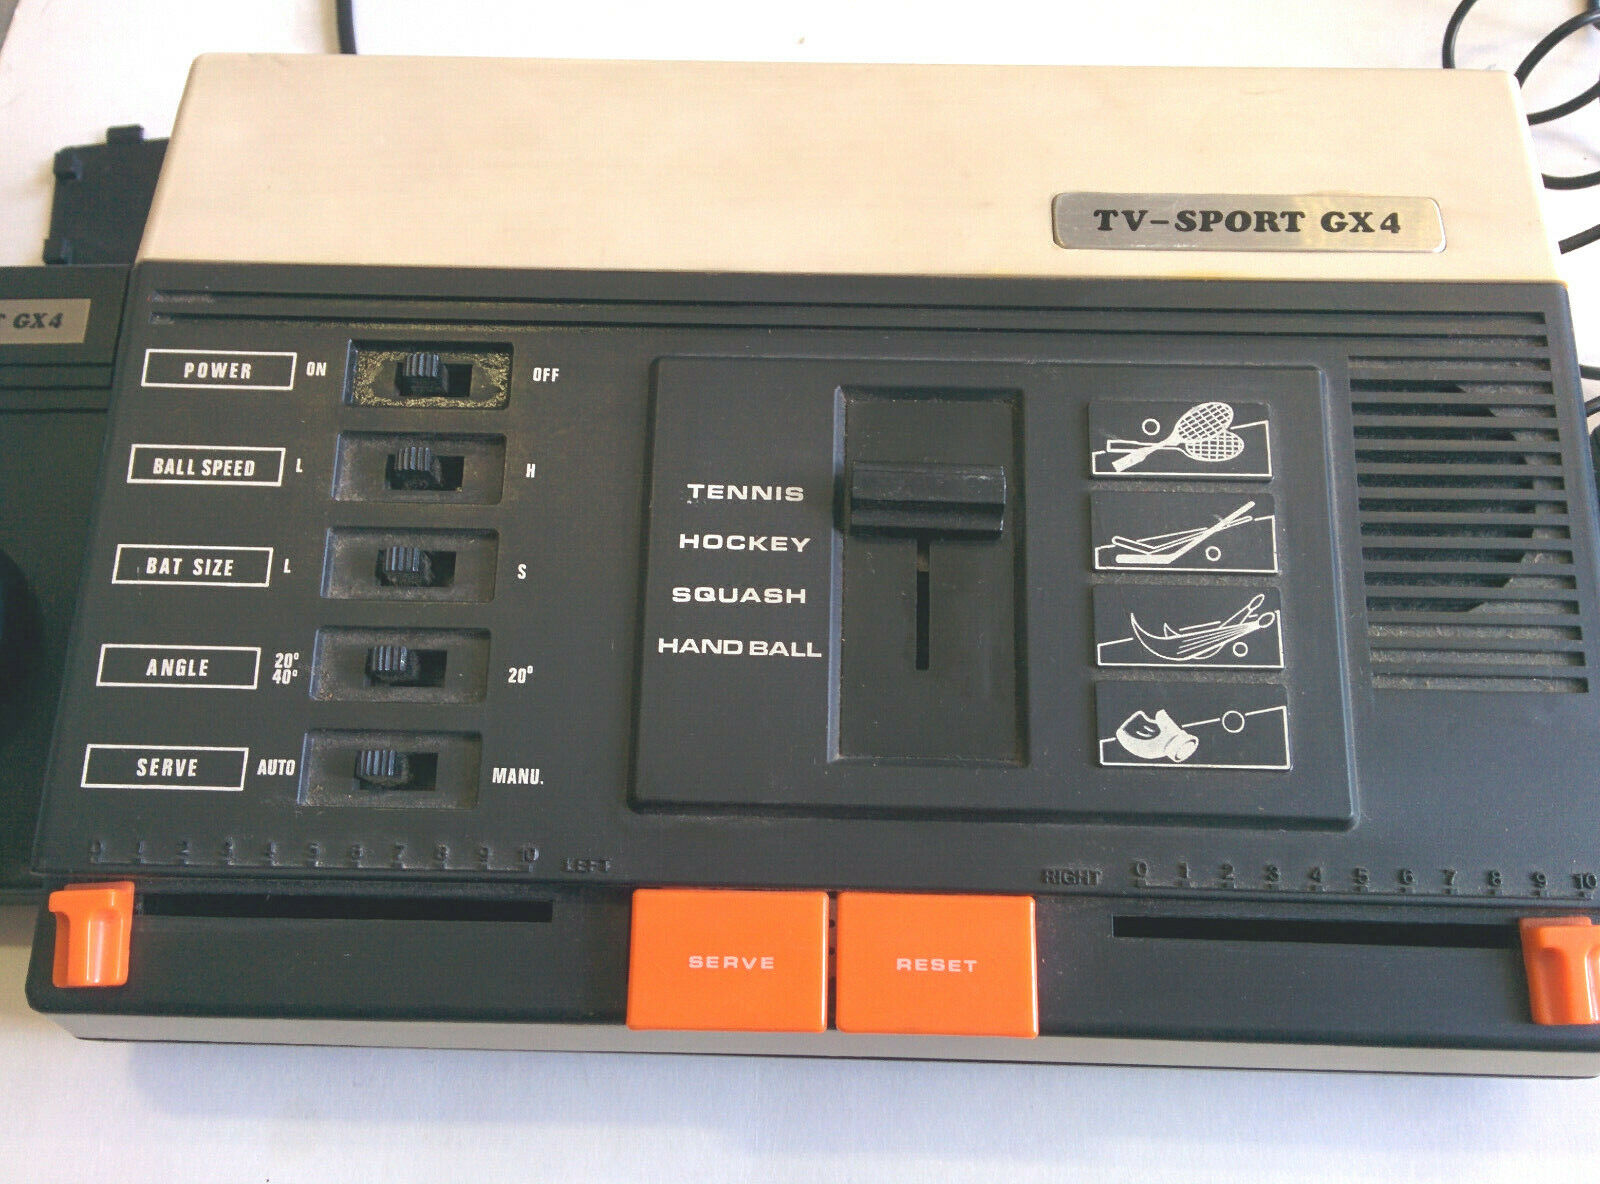 TV-SPORT GX4
T GX4
POWER ON OFF
BALL SPEED L H
BAT SIZE L S
ANGLE 20° 40° 20°
SERVE AUTO MANU.
TENNIS
HOCKEY
SQUASH
HAND BALL
0 1 2 3 4 5 6 7 8 9 10 LEFT
RIGHT 0 1 2 3 4 5 6 7 8 9 10
SERVE
RESET